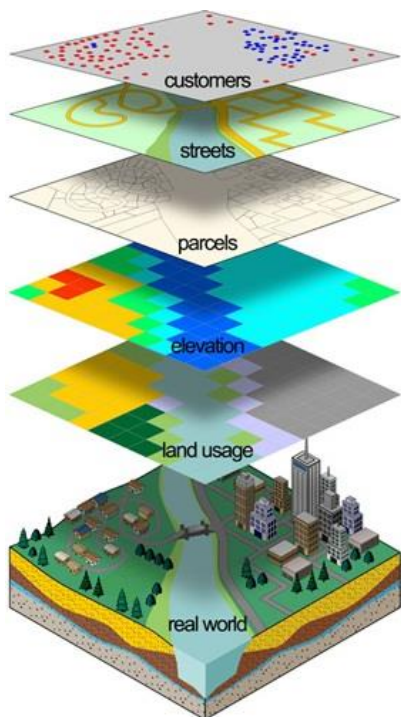 customers
streets
parcels
elevation
land usage
real world